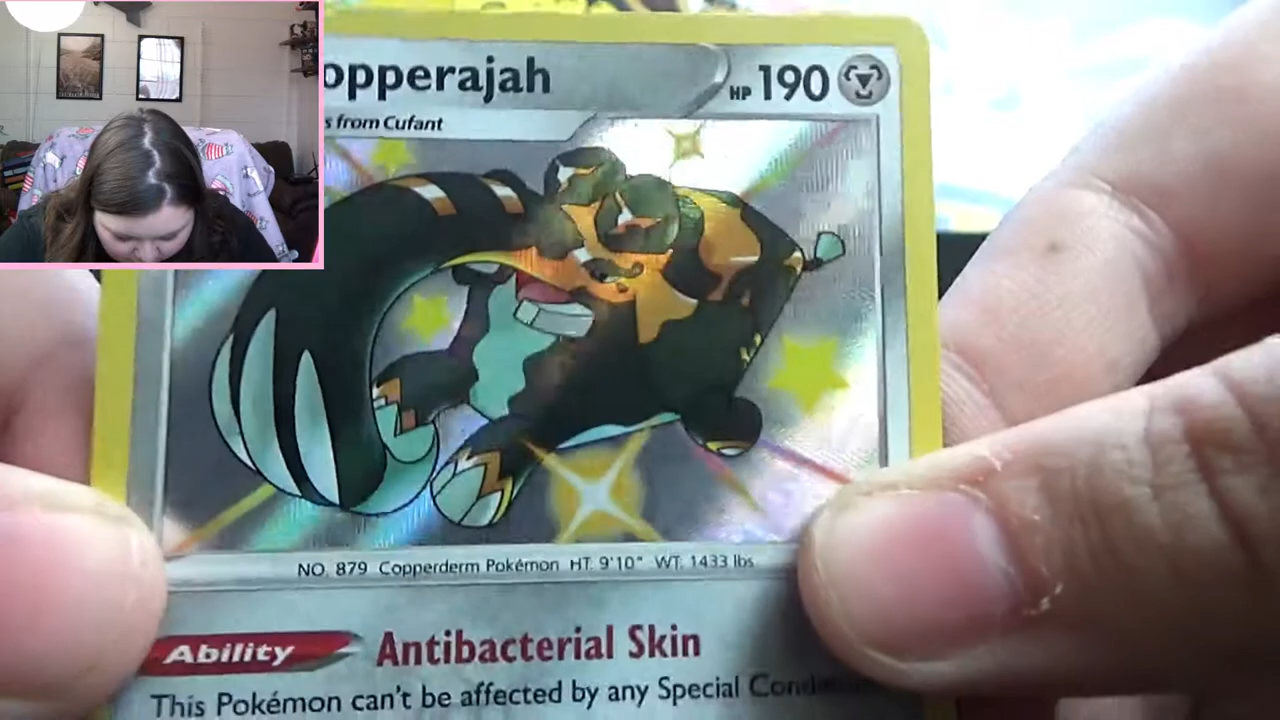 opperajah
HP 190
s from Cufant
NO. 879 Copperderm Pokémon HT: 9'10" WT: 1433 lbs
Ability Antibacterial Skin
This Pokémon can't be affected by any Special